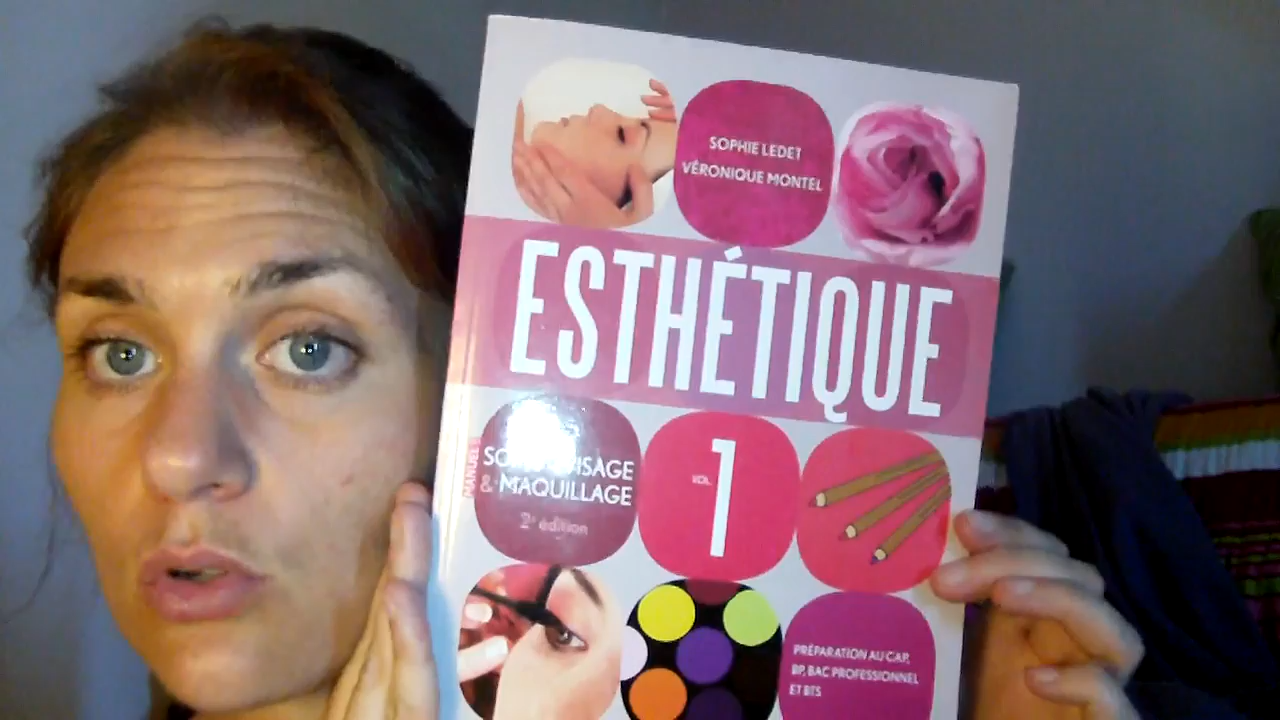 SOPHIE LEDET
VÉRONIQUE MONTEL
ESTHÉTIQUE
MANUEL
VISAGE
& MAQUILLAGE
2e édition
VOL.
1
PRÉPARATION AU CAP,
BP, BAC PROFESSIONNEL
ET BTS